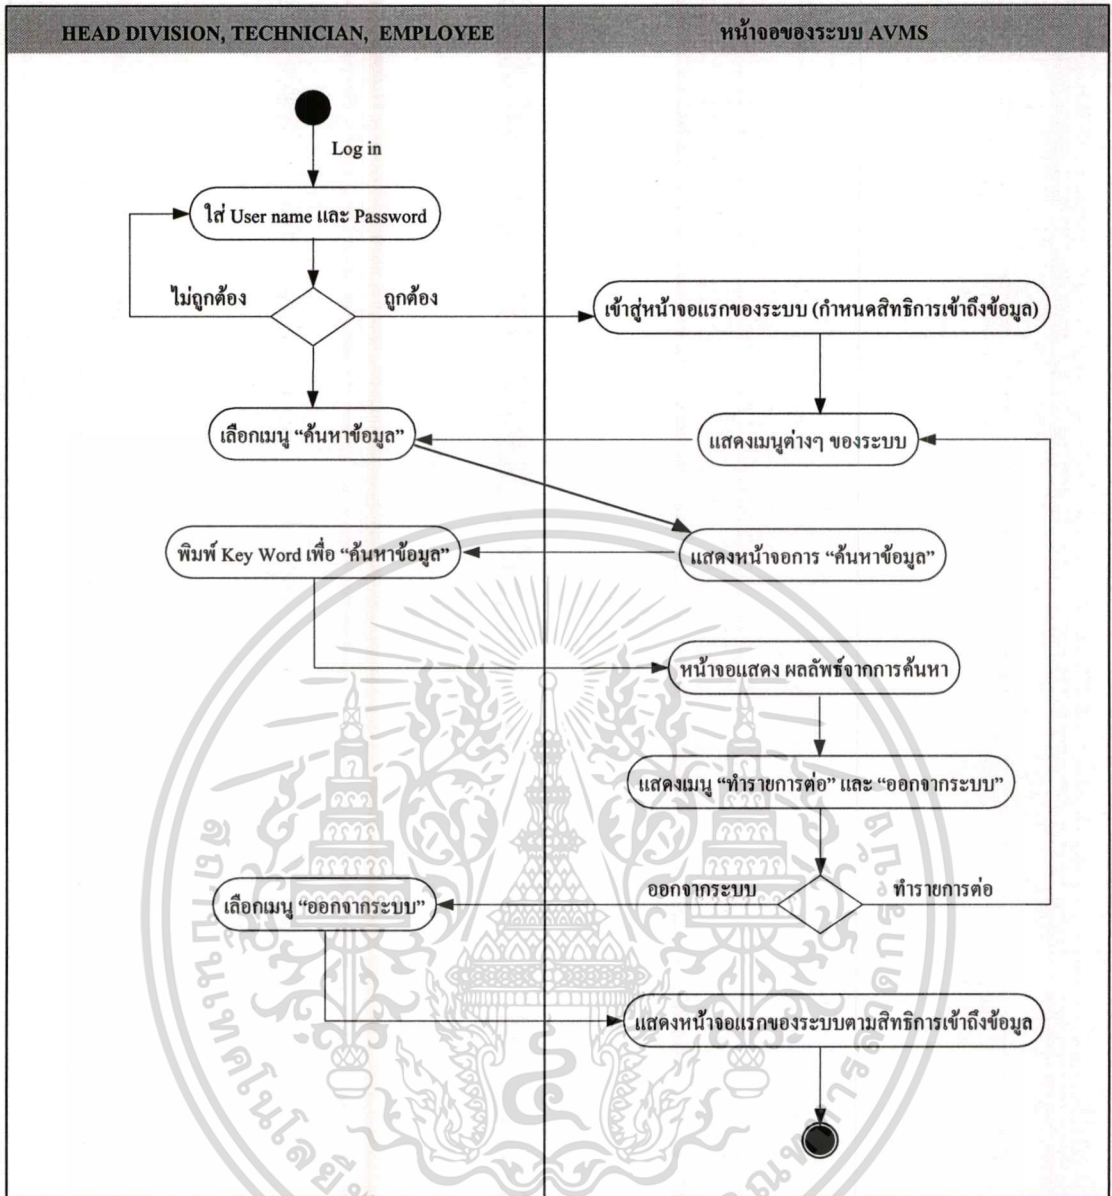 HEAD DIVISION, TECHNICIAN, EMPLOYEE
หน้าจอของระบบ AVMS
Log in
ใส่ User name และ Password
ไม่ถูกต้อง
ถูกต้อง
เข้าสู่หน้าจอแรกของระบบ (กำหนดสิทธิการเข้าถึงข้อมูล)
เลือกเมนู “ค้นหาข้อมูล”
แสดงเมนูต่างๆ ของระบบ
พิมพ์ Key Word เพื่อ “ค้นหาข้อมูล”
แสดงหน้าจอการ “ค้นหาข้อมูล”
หน้าจอแสดง ผลลัพธ์จากการค้นหา
แสดงเมนู “ทำรายการต่อ” และ “ออกจากระบบ”
ออกจากระบบ
ทำรายการต่อ
เลือกเมนู “ออกจากระบบ”
แสดงหน้าจอแรกของระบบตามสิทธิการเข้าถึงข้อมูล